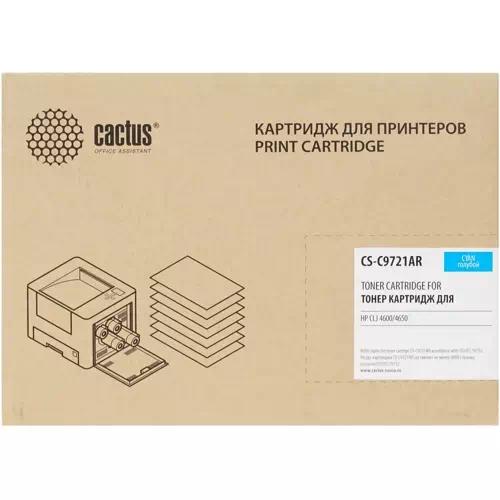 cactus®
OFFICE ASSISTANT
КАРТРИДЖ ДЛЯ ПРИНТЕРОВ
PRINT CARTRIDGE
CS-C9721AR
CYAN
голубой
TONER CARTRIDGE FOR
ТОНЕР КАРТРИДЖ ДЛЯ
HP CLJ 4600/4650
www.cactus-russia.ru